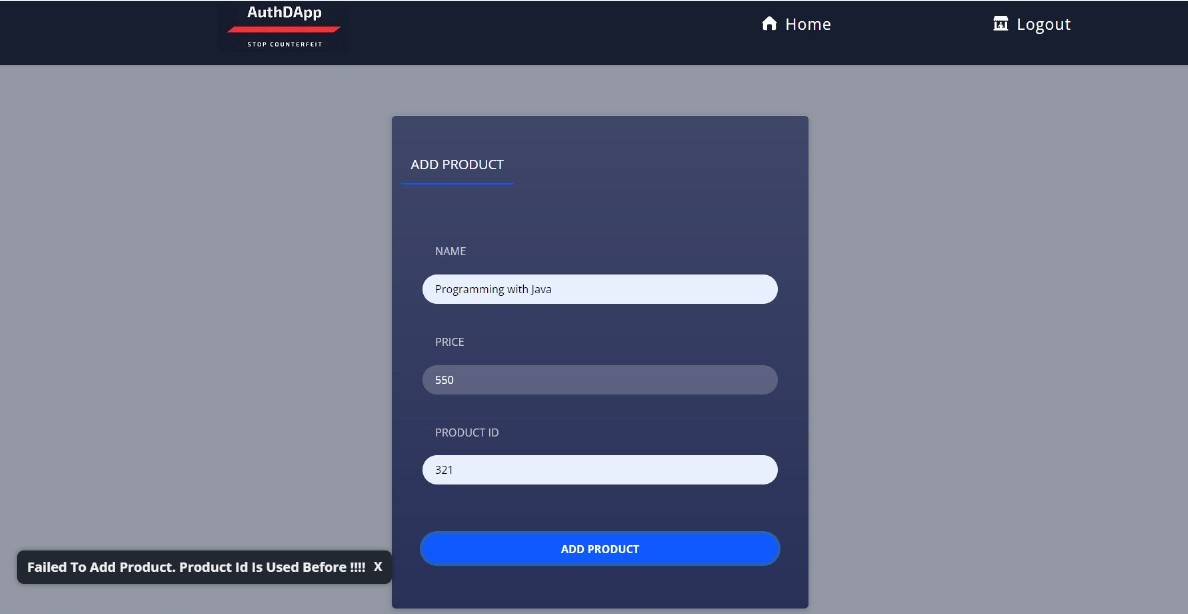 AuthDApp
STOP COUNTERFEIT
Home
Logout
ADD PRODUCT
NAME
Programming with Java
PRICE
550
PRODUCT ID
321
ADD PRODUCT
Failed To Add Product. Product Id Is Used Before !!!! X